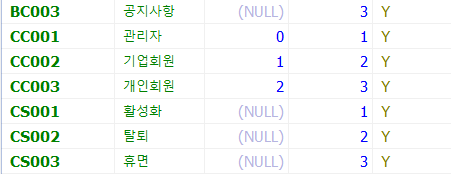 BC003 공지사항 (NULL) 3 Y
CC001 관리자 0 1 Y
CC002 기업회원 1 2 Y
CC003 개인회원 2 3 Y
CS001 활성화 (NULL) 1 Y
CS002 탈퇴 (NULL) 2 Y
CS003 휴면 (NULL) 3 Y